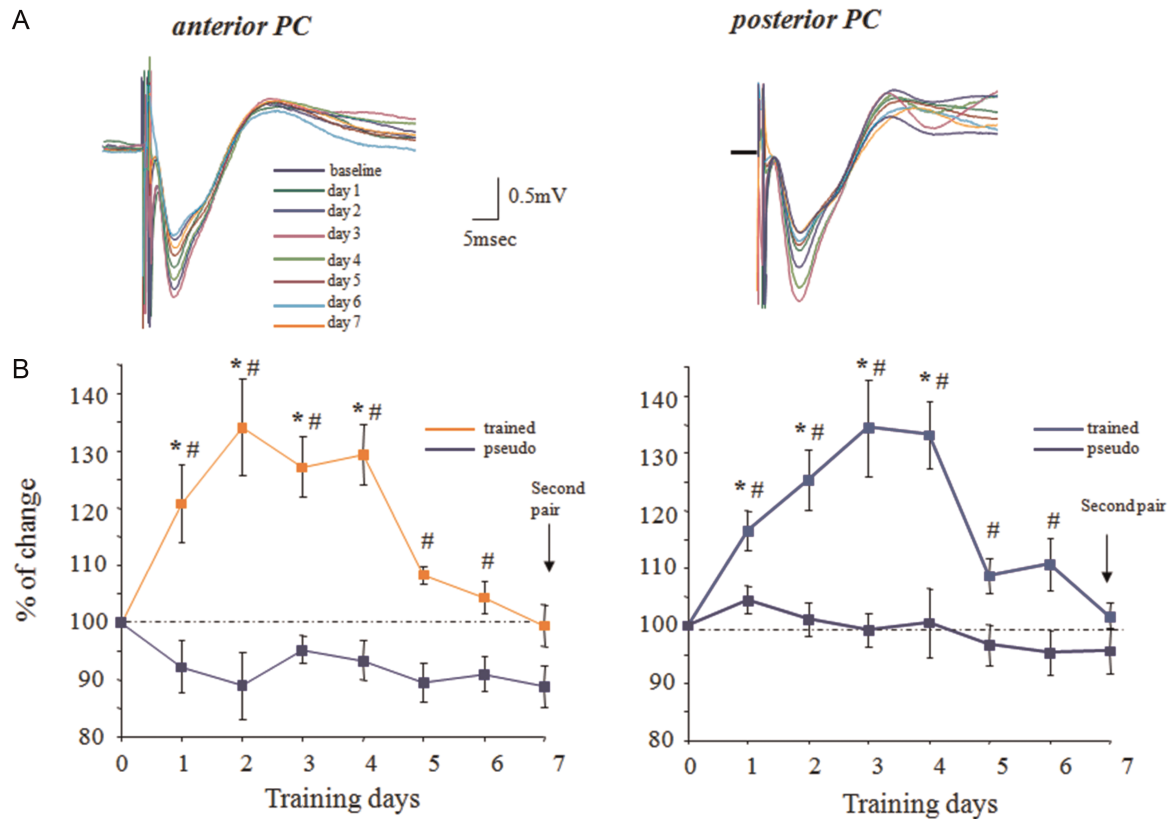 A
anterior PC
posterior PC
baseline
day 1
day 2
day 3
day 4
day 5
day 6
day 7
0.5mV
5msec
B
% of change
140
130
120
110
100
90
80
* #
* #
* #
* #
#
#
trained
pseudo
Second
pair
0 1 2 3 4 5 6 7
Training days
140
130
120
110
100
90
80
* #
* #
* #
* #
#
#
trained
pseudo
Second pair
0 1 2 3 4 5 6 7
Training days